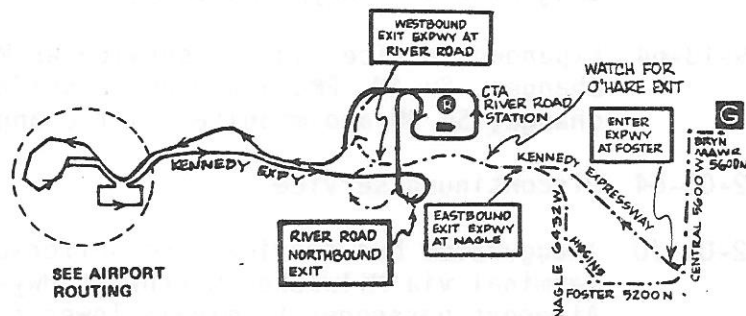 WESTBOUND
EXIT EXPWY AT
RIVER ROAD
WATCH FOR
O'HARE EXIT
CTA
RIVER ROAD
STATION
R
ENTER
EXPWY
AT FOSTER
G
BRYN
MAWR
5600N
KENNEDY EXPY
KENNEDY EXPRESSWAY
CENTRAL 5600W
RIVER ROAD
NORTHBOUND
EXIT
EASTBOUND
EXIT EXPWY
AT NAGLE
NAGLE 6432W
HIGGINS
FOSTER 5200N
SEE AIRPORT
ROUTING